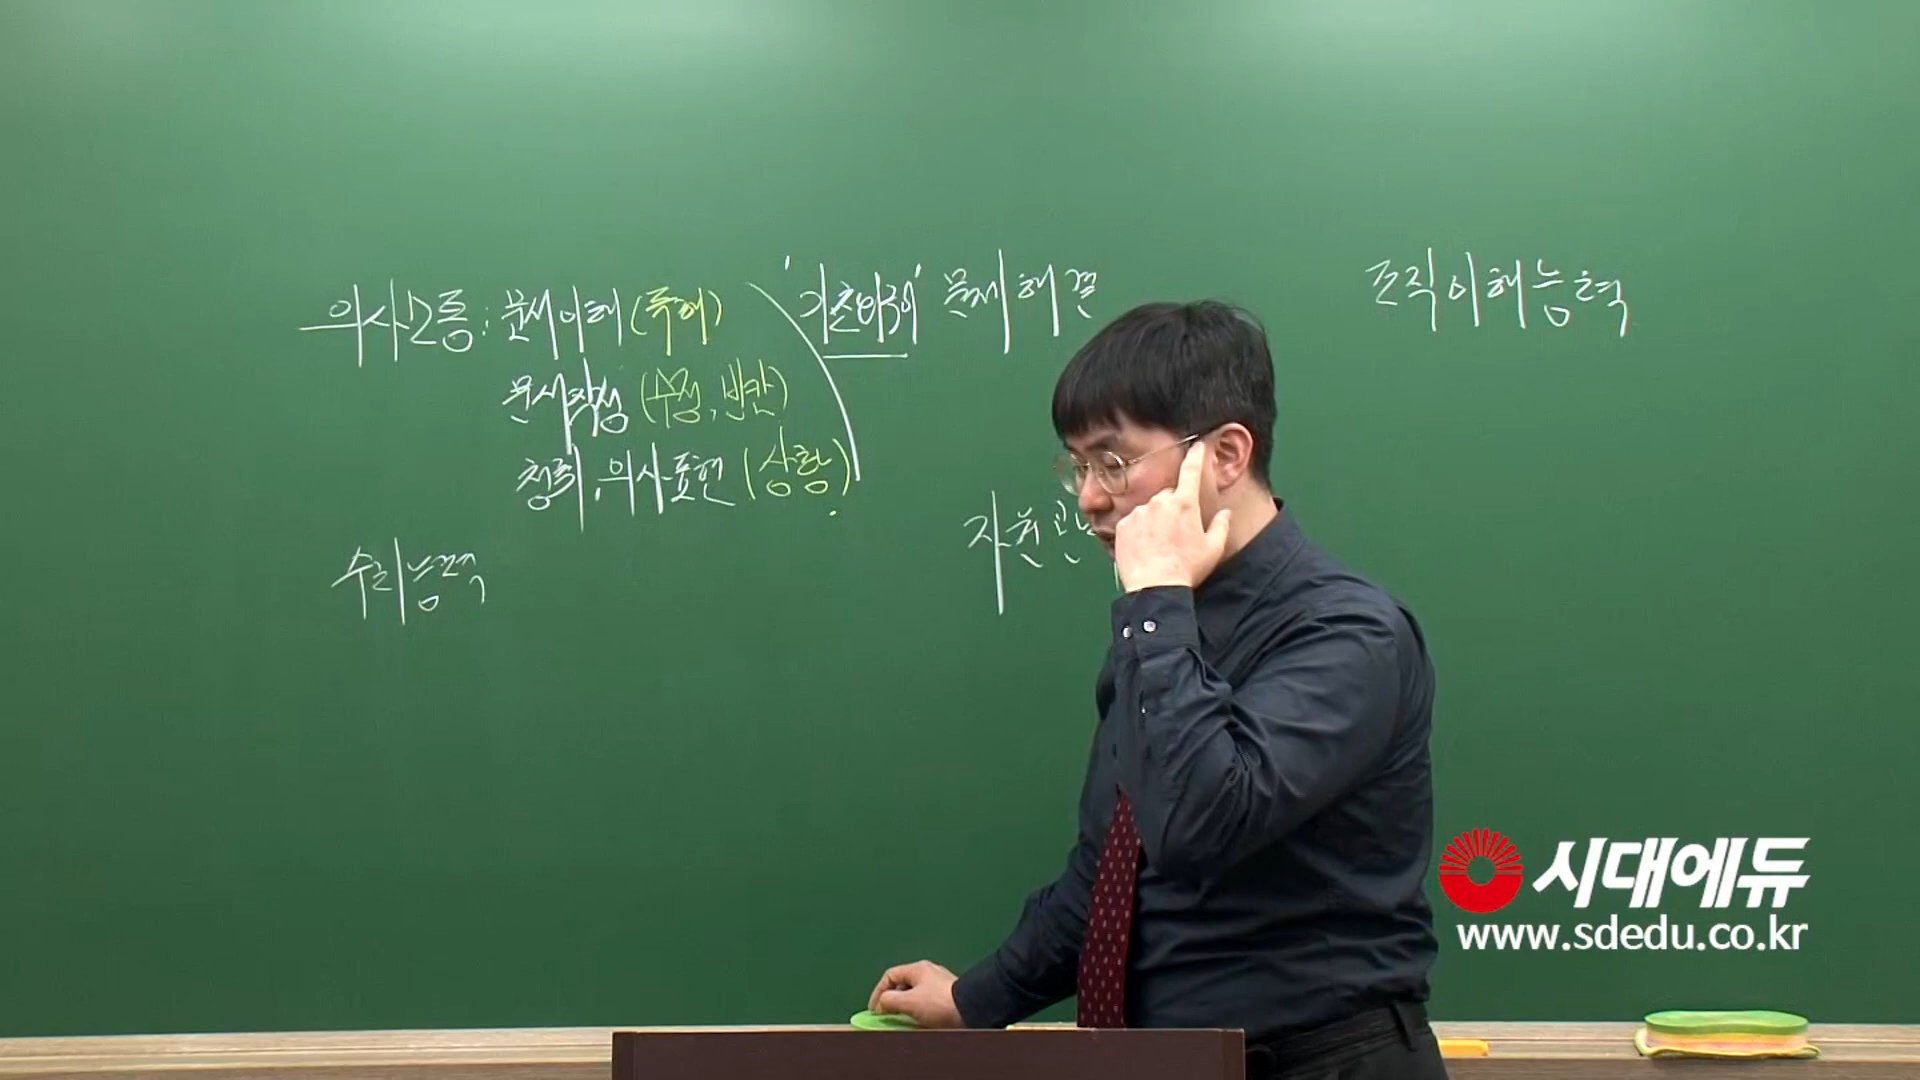 의사소통 : 문서이해 (독해)
문서작성 (수정, 빈칸)
청취, 의사표현 (상황)
수리능력
'기초외국어' 문제해결
자원관
조직이해능력
시대에듀
www.sdedu.co.kr